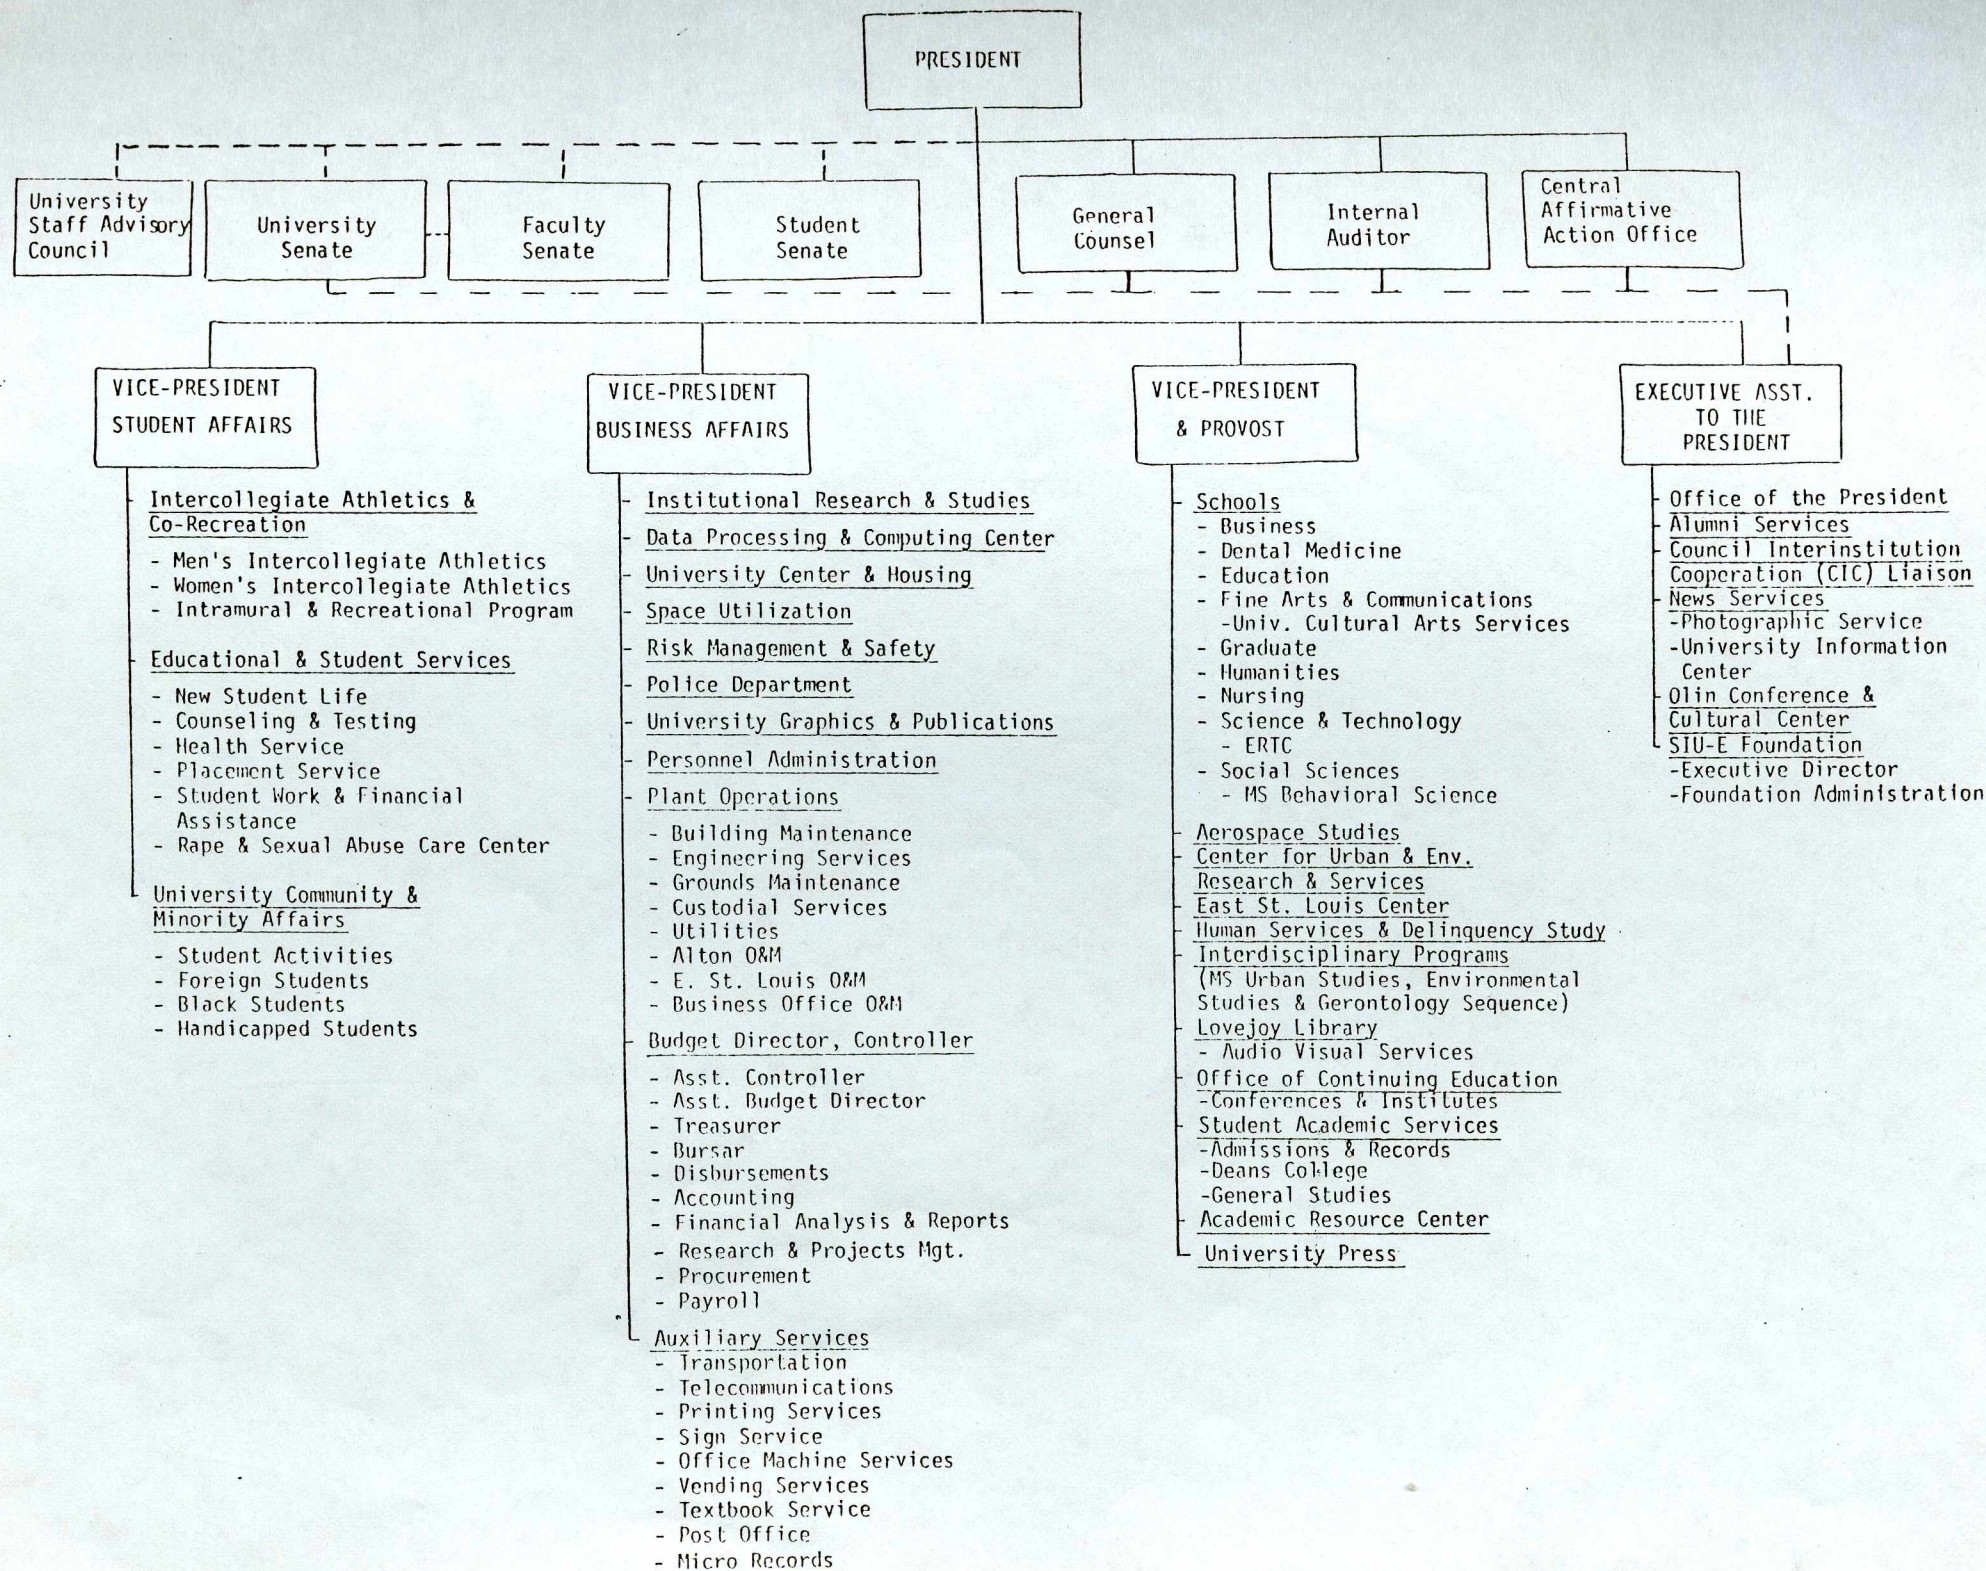 PRESIDENT
University
Staff Advisory
Council
University
Senate
Faculty
Senate
Student
Senate
General
Counsel
Internal
Auditor
Central
Affirmative
Action Office
VICE-PRESIDENT
STUDENT AFFAIRS
Intercollegiate Athletics &
Co-Recreation
- Men's Intercollegiate Athletics
- Women's Intercollegiate Athletics
- Intramural & Recreational Program
Educational & Student Services
- New Student Life
- Counseling & Testing
- Health Service
- Placement Service
- Student Work & Financial
Assistance
- Rape & Sexual Abuse Care Center
University Community &
Minority Affairs
- Student Activities
- Foreign Students
- Black Students
- Handicapped Students
VICE-PRESIDENT
BUSINESS AFFAIRS
- Institutional Research & Studies
- Data Processing & Computing Center
- University Center & Housing
- Space Utilization
- Risk Management & Safety
- Police Department
- University Graphics & Publications
- Personnel Administration
- Plant Operations
- Building Maintenance
- Engineering Services
- Grounds Maintenance
- Custodial Services
- Utilities
- Alton O&M
- E. St. Louis O&M
- Business Office O&M
Budget Director, Controller
- Asst. Controller
- Asst. Budget Director
- Treasurer
- Bursar
- Disbursements
- Accounting
- Financial Analysis & Reports
- Research & Projects Mgt.
- Procurement
- Payroll
Auxiliary Services
- Transportation
- Telecommunications
- Printing Services
- Sign Service
- Office Machine Services
- Vending Services
- Textbook Service
- Post Office
- Micro Records
VICE-PRESIDENT
& PROVOST
Schools
- Business
- Dental Medicine
- Education
- Fine Arts & Communications
-Univ. Cultural Arts Services
- Graduate
- Humanities
- Nursing
- Science & Technology
- ERTC
- Social Sciences
- MS Behavioral Science
Aerospace Studies
Center for Urban & Env.
Research & Services
East St. Louis Center
Human Services & Delinquency Study
Interdisciplinary Programs
(MS Urban Studies, Environmental
Studies & Gerontology Sequence)
Lovejoy Library
- Audio Visual Services
Office of Continuing Education
-Conferences & Institutes
Student Academic Services
-Admissions & Records
-Deans College
-General Studies
Academic Resource Center
University Press
EXECUTIVE ASST.
TO THE
PRESIDENT
Office of the President
Alumni Services
Council Interinstitution
Cooperation (CIC) Liaison
News Services
-Photographic Service
-University Information
Center
Olin Conference &
Cultural Center
SIU-E Foundation
-Executive Director
-Foundation Administration